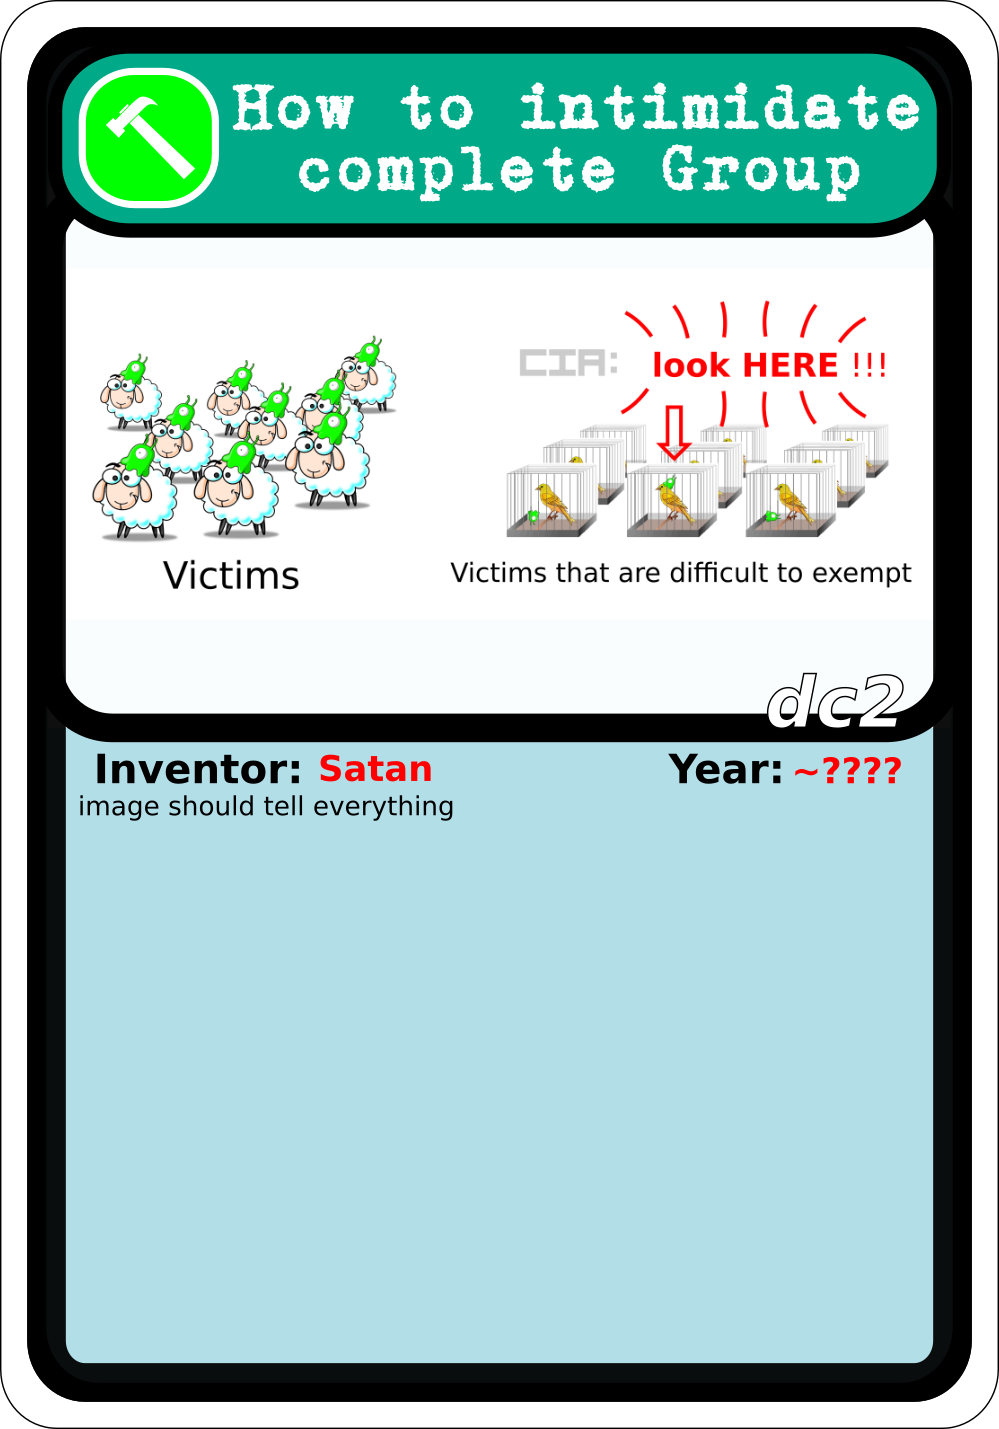 How to intimidate
complete Group
CIA: look HERE !!!
Victims
Victims that are difficult to exempt
dc2
Inventor: Satan
Year: ~????
image should tell everything